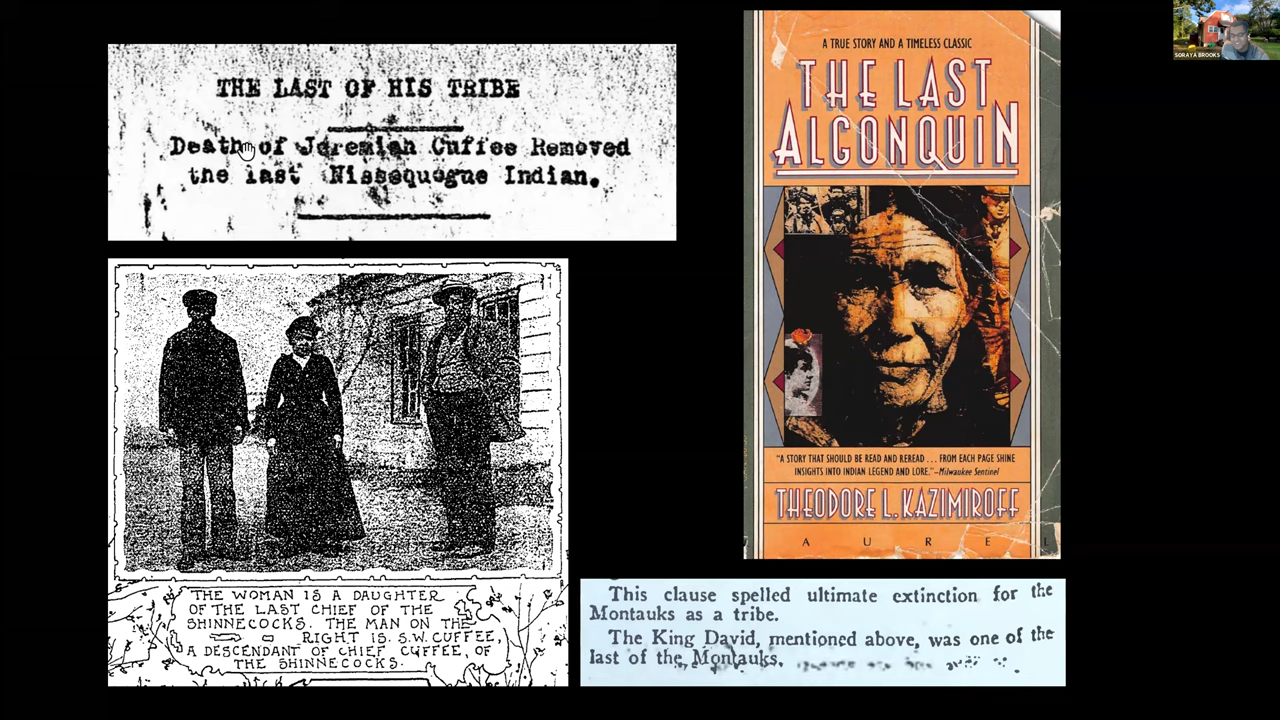 THE LAST OF HIS TRIBE
Death of Jeremiah Cuffee Removed
the last Nissequogue Indian.
THE WOMAN IS A DAUGHTER
OF THE LAST CHIEF OF THE
SHINNECOCKS. THE MAN ON THE
RIGHT IS S.W. CUFFEE,
A DESCENDANT OF CHIEF CUFFEE, OF
THE SHINNECOCKS.
A TRUE STORY AND A TIMELESS CLASSIC
THE LAST
ALGONQUIN
"A STORY THAT SHOULD BE READ AND REREAD . . . FROM EACH PAGE SHINE
INSIGHTS INTO INDIAN LEGEND AND LORE."–Milwaukee Sentinel
THEODORE L. KAZIMIROFF
A U R E L
This clause spelled ultimate extinction for the
Montauks as a tribe.
The King David, mentioned above, was one of the
last of the Montauks.
SORAYA BROOKS